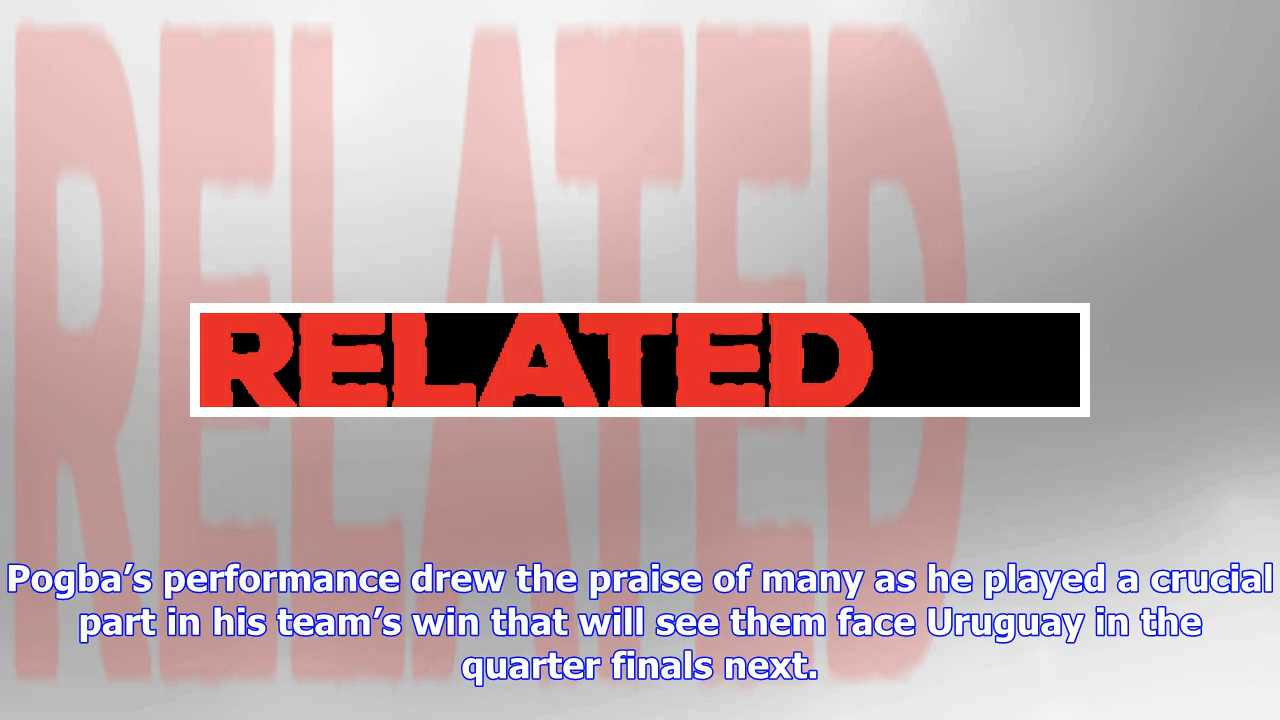 RELATED
RELATED
Pogba’s performance drew the praise of many as he played a crucial
part in his team’s win that will see them face Uruguay in the
quarter finals next.